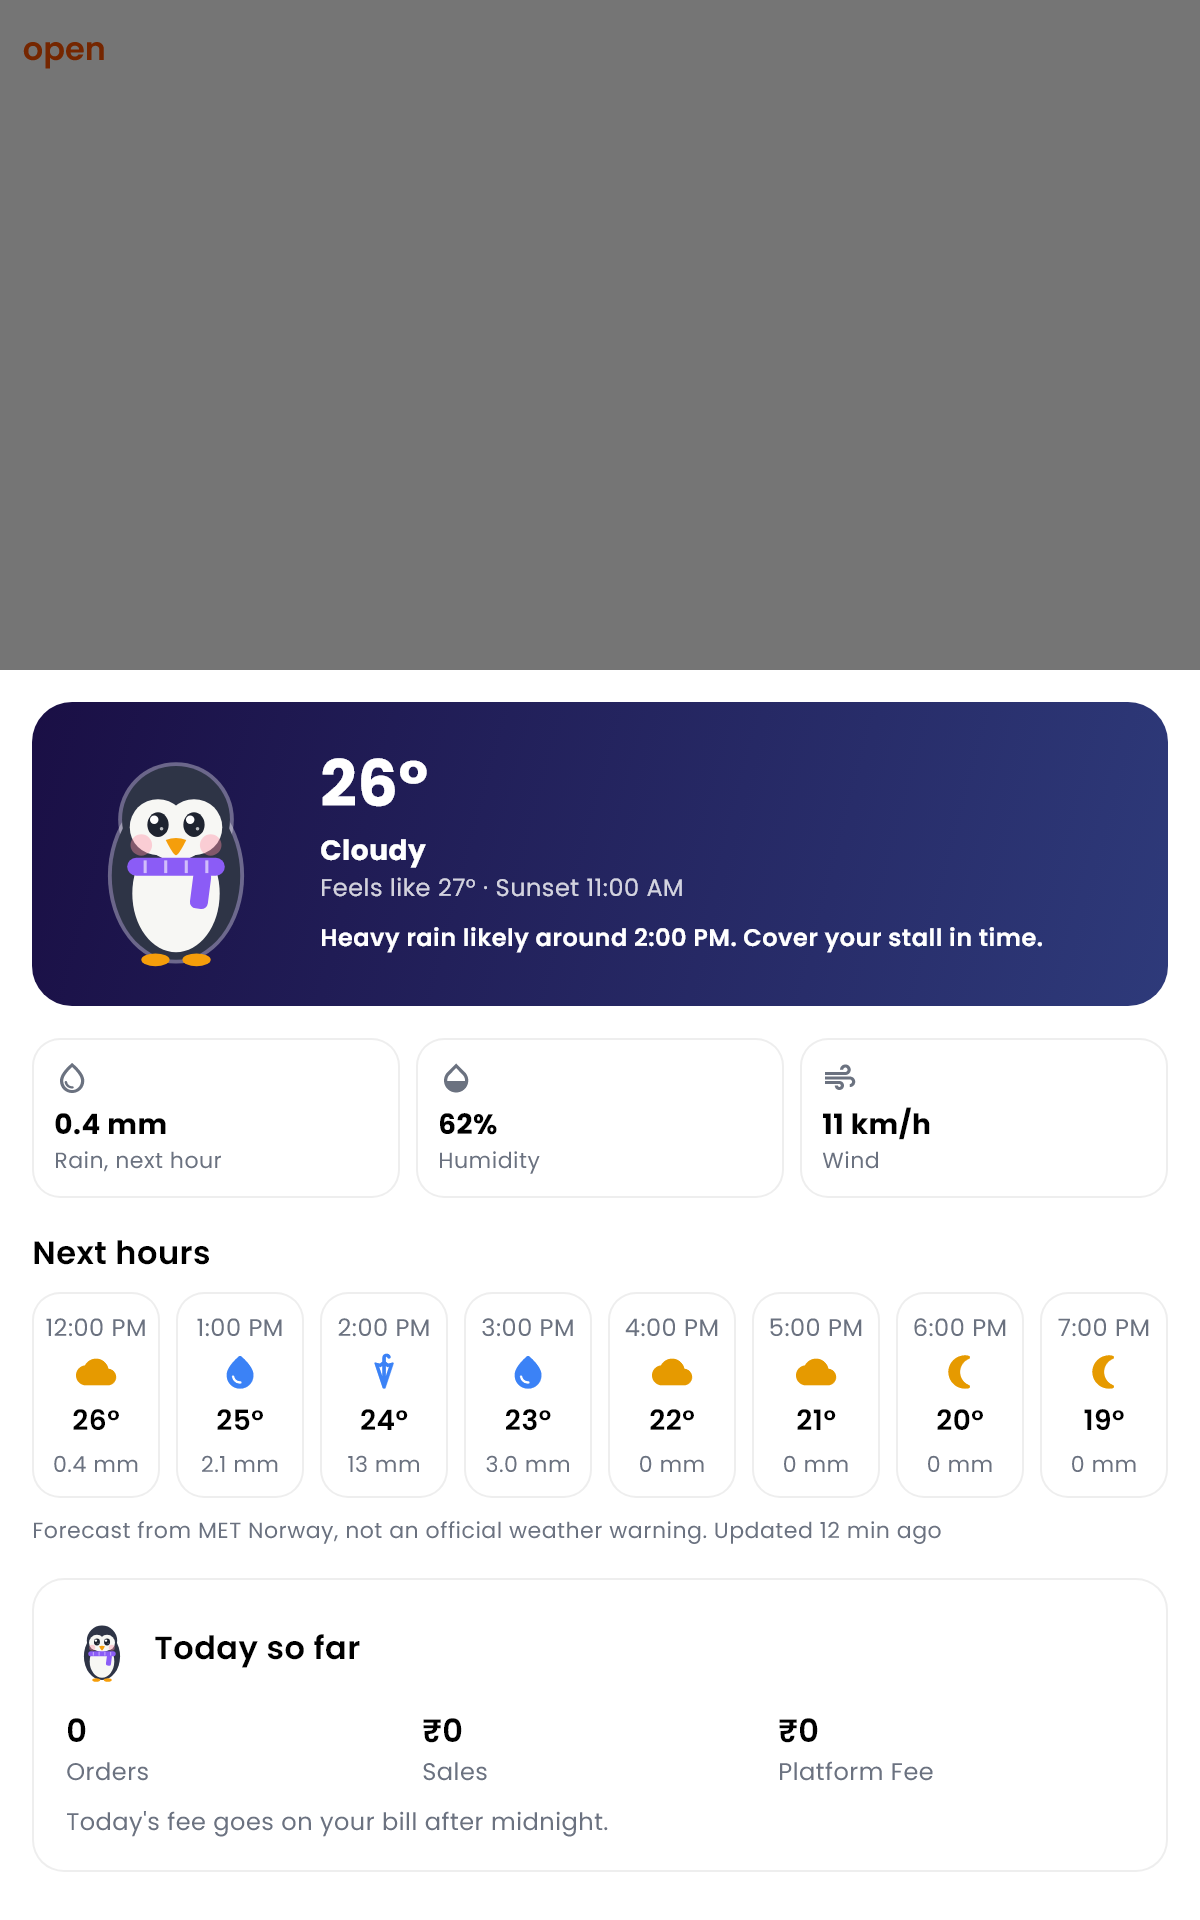 open
26°
Cloudy
Feels like 27° · Sunset 11:00 AM
Heavy rain likely around 2:00 PM. Cover your stall in time.
0.4 mm
Rain, next hour
62%
Humidity
11 km/h
Wind
Next hours
12:00 PM
26°
0.4 mm
1:00 PM
25°
2.1 mm
2:00 PM
24°
13 mm
3:00 PM
23°
3.0 mm
4:00 PM
22°
0 mm
5:00 PM
21°
0 mm
6:00 PM
20°
0 mm
7:00 PM
19°
0 mm
Forecast from MET Norway, not an official weather warning. Updated 12 min ago
Today so far
0
Orders
₹0
Sales
₹0
Platform Fee
Today's fee goes on your bill after midnight.